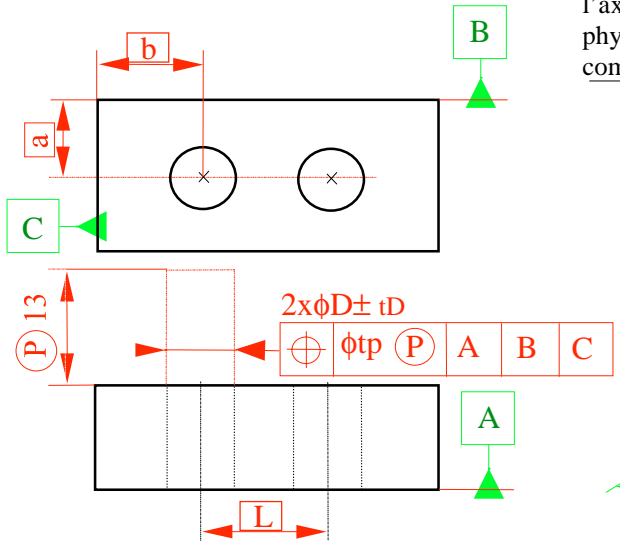 l'ax
phy
com
b
B
a
C
P 13
2xϕD± tD
ϕtp P A B C
A
L